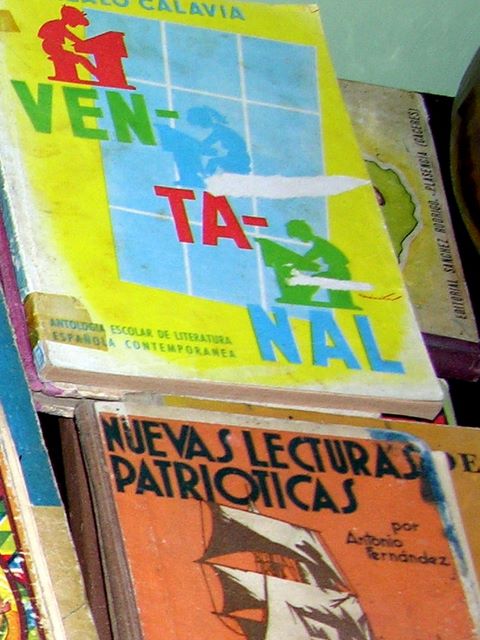 CALAVIA
VEN-
TA-
NAL
ANTOLOGIA ESCOLAR DE LITERATURA
ESPAÑOLA CONTEMPORANEA
EDITORIAL SANCHEZ RODRIGO.-PLASENCIA (CACERES)
NUEVAS LECTURAS
PATRIOTICAS
por
Antonio
Fernández
DE